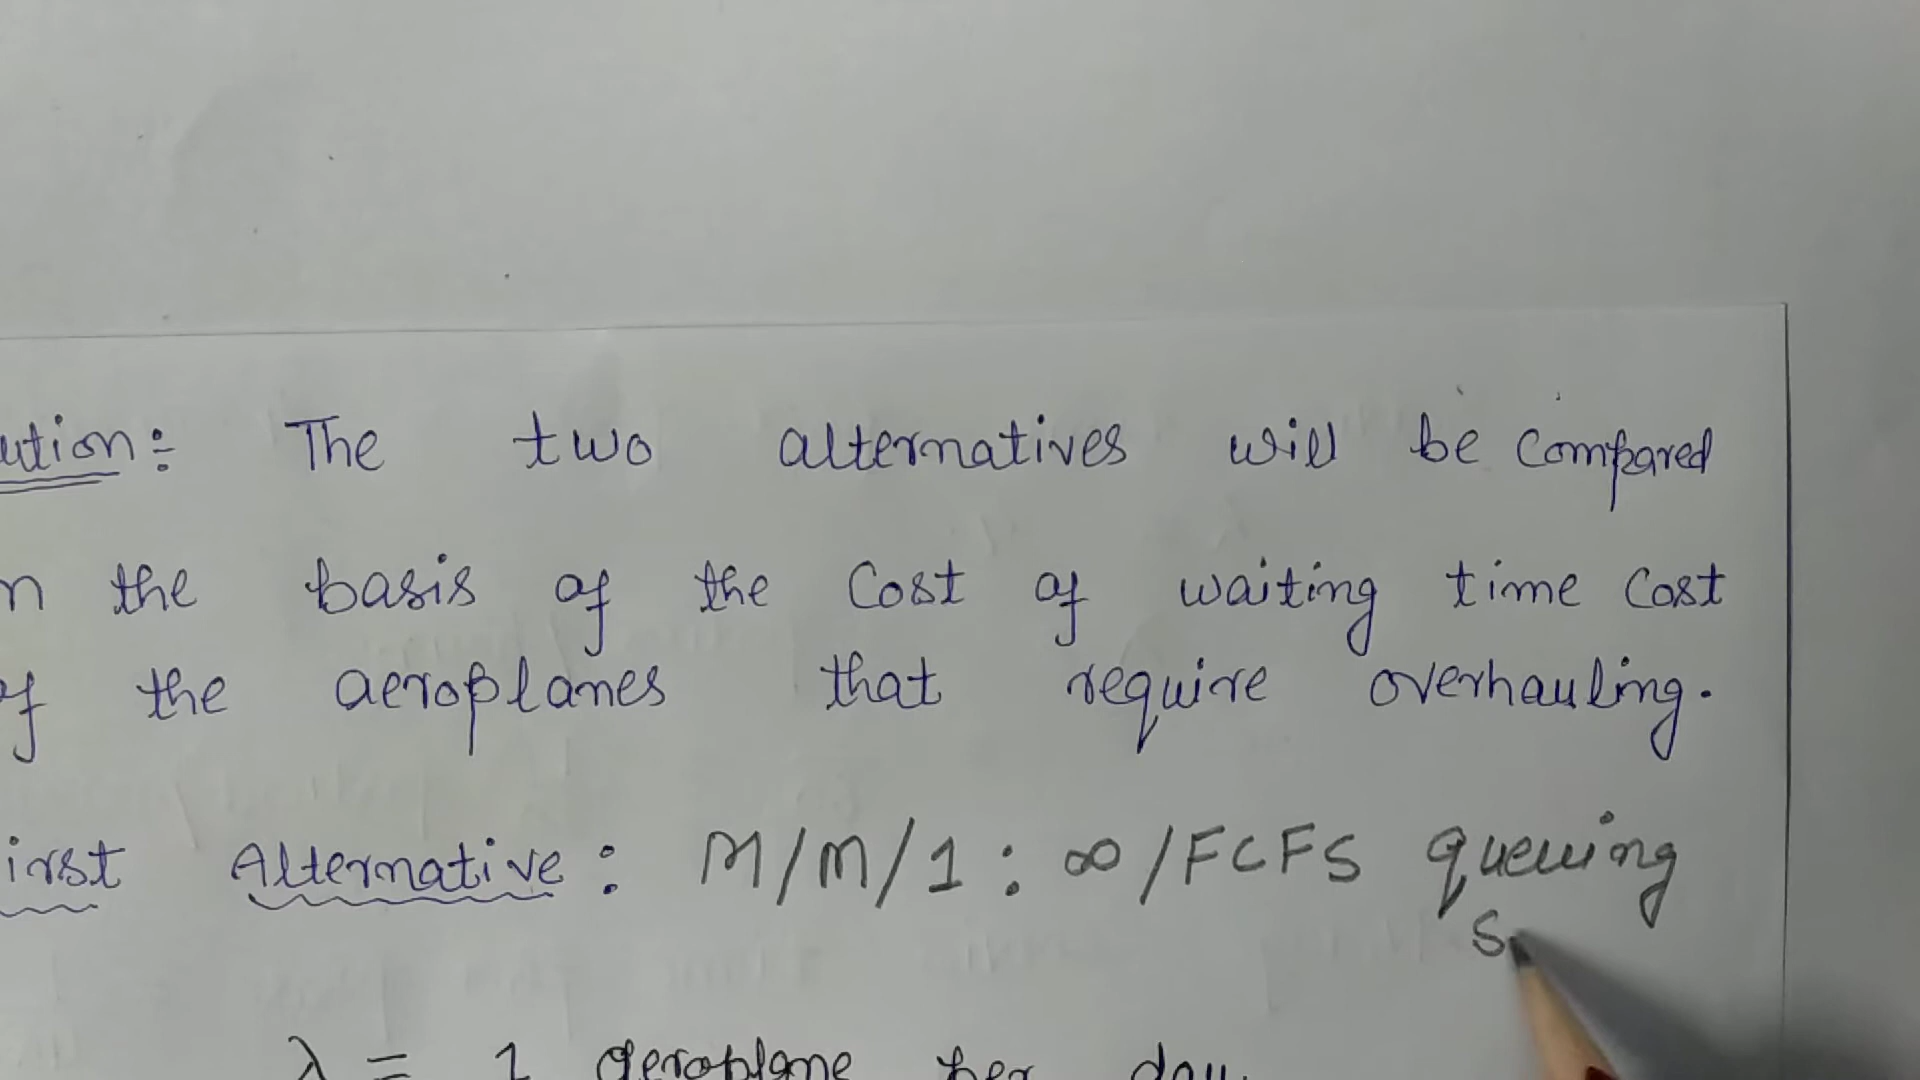 ution:- The two alternatives will be compared
n the basis of the cost of waiting time cost
of the aeroplanes that require overhauling.
irst Alternative : M/M/1 : ∞/FCFS queuing
S
λ = 1 aeroplane per day.